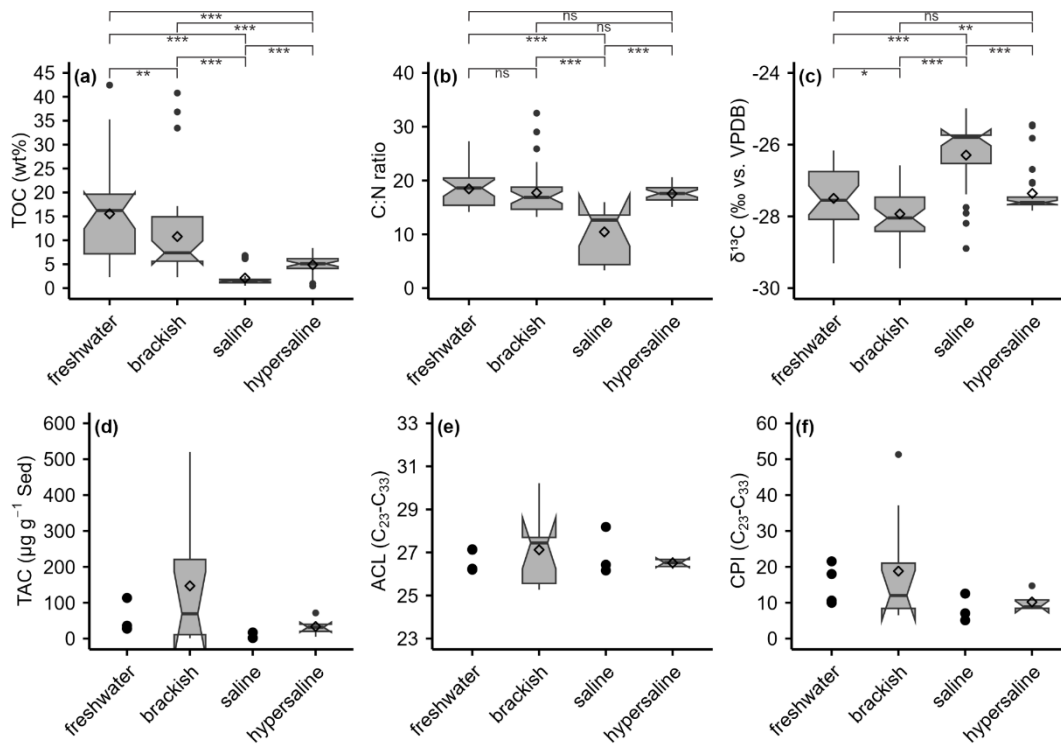 ***
***
***
***
***
**
(a)
TOC (wt%)
45
40
35
30
25
20
15
10
5
0
freshwater
brackish
saline
hypersaline
ns
ns
***
***
***
ns
(b)
C:N ratio
40
30
20
10
0
freshwater
brackish
saline
hypersaline
ns
**
***
***
***
*
(c)
δ¹³C (‰ vs. VPDB)
-24
-26
-28
-30
freshwater
brackish
saline
hypersaline
(d)
TAC (µg g⁻¹ Sed)
600
500
400
300
200
100
0
freshwater
brackish
saline
hypersaline
(e)
ACL (C₂₃-C₃₃)
33
31
29
27
25
23
freshwater
brackish
saline
hypersaline
(f)
CPI (C₂₃-C₃₃)
60
50
40
30
20
10
0
freshwater
brackish
saline
hypersaline